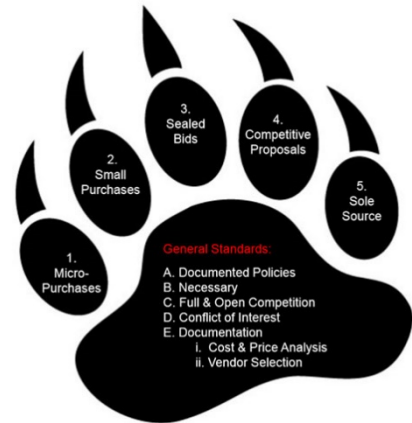 1.
Micro-
Purchases
2.
Small
Purchases
3.
Sealed
Bids
4.
Competitive
Proposals
5.
Sole
Source
General Standards:
A. Documented Policies
B. Necessary
C. Full & Open Competition
D. Conflict of Interest
E. Documentation
i. Cost & Price Analysis
ii. Vendor Selection